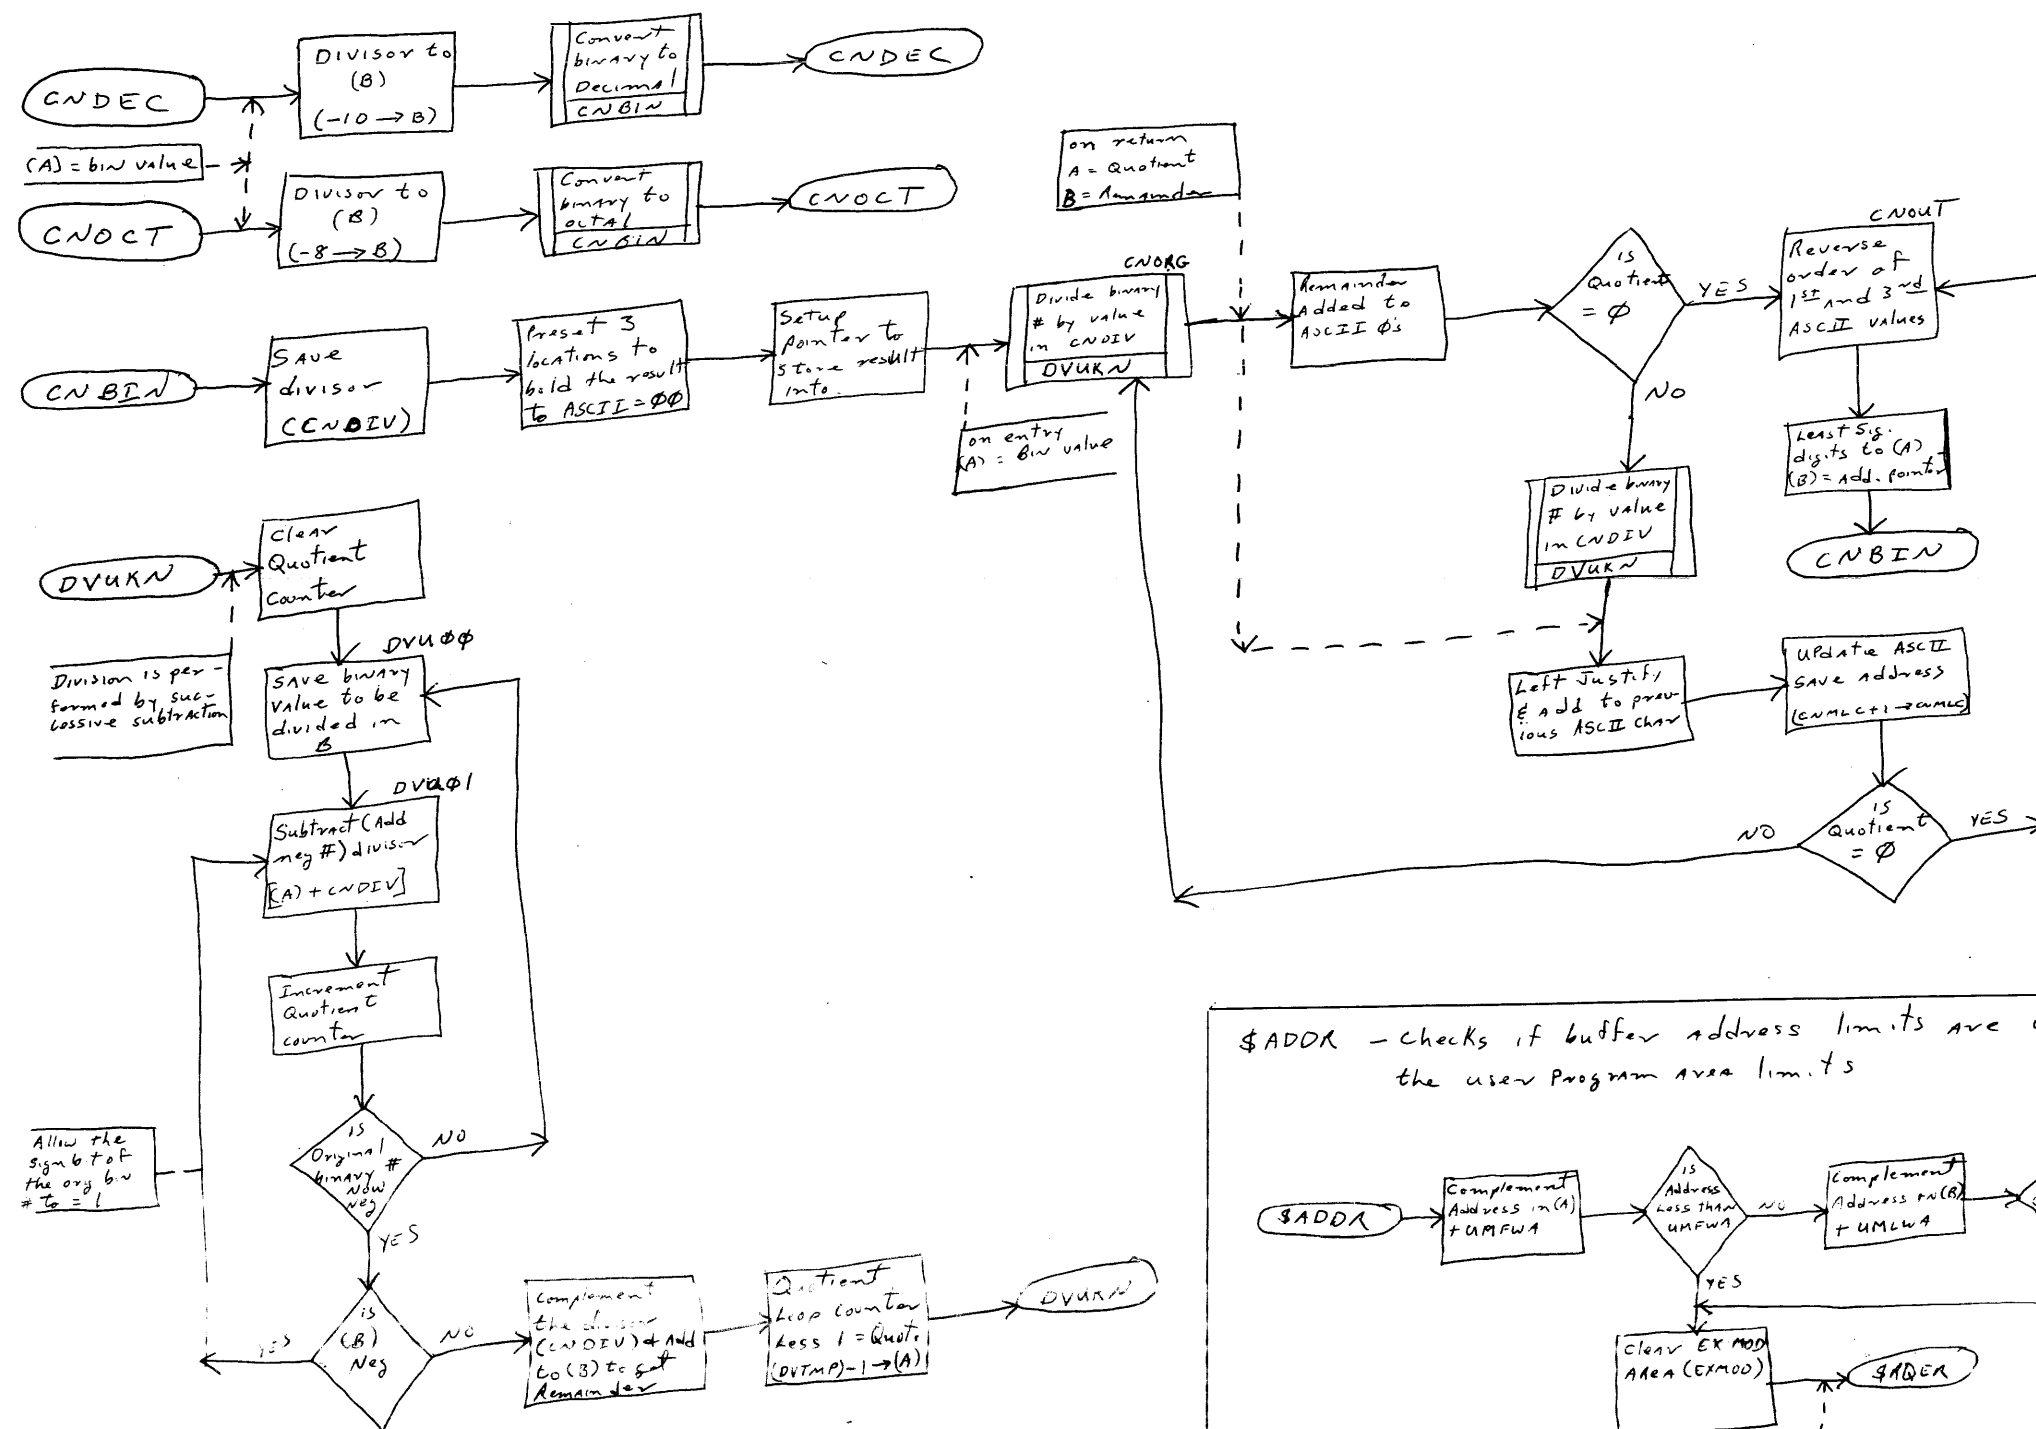 CNDEC
Divisor to
(B)
(-10→B)
Convert
binary to
Decimal
CNBIN
CNDEC
(A) = bin value
CNOCT
Divisor to
(B)
(-8→B)
Convert
binary to
octal
CNBIN
CNOCT
on return
A = Quotient
B = Remainder
CNBIN
Save
divisor
(CNDIV)
Preset 3
locations to
hold the result
to ASCII = ØØ
Setup
pointer to
store result
into.
CNORG
Divide binary
# by value
in CNDIV
DVUKN
on entry
(A) = Bin value
Remainder
Added to
ASCII Ø's
is
Quotient
= Ø
YES
NO
CNOUT
Reverse
order of
1st and 3rd
ASCII values
Least Sig.
digits to (A)
(B) = Add. pointer
CNBIN
Divide binary
# by value
in CNDIV
DVUKN
Left Justify
& Add to prev-
ious ASCII char
Update ASCII
save address
(CNMLC+1→CNMLC)
is
Quotient
= Ø
NO
YES
DVUKN
Clear
Quotient
Counter
Division is per-
formed by suc-
cessive subtraction
DVUØØ
Save binary
value to be
divided in
B
DVUØ1
Subtract (Add
neg #) divisor
[(A) + CNDIV]
Increment
Quotient
counter
is
Original
binary #
Now
Neg
NO
YES
Allow the
sign bit of
the org bin
# to = 1
is
(B)
Neg
YES
NO
Complement
the divisor
(CNDIV) & Add
to (B) to get
Remainder
Quotient
Loop counter
Less 1 = Quot.
(DVTMP)-1→(A)
DVUKN
$ADDR - Checks if buffer address limits are
the user Program Area limits
$ADDR
Complement
Address in (A)
+ UMFWA
is
Address
Less than
UMFWA
NO
YES
Complement
Address in (B)
+ UMLWA
Clear EXMOD
Area (EXMOD)
$AQER